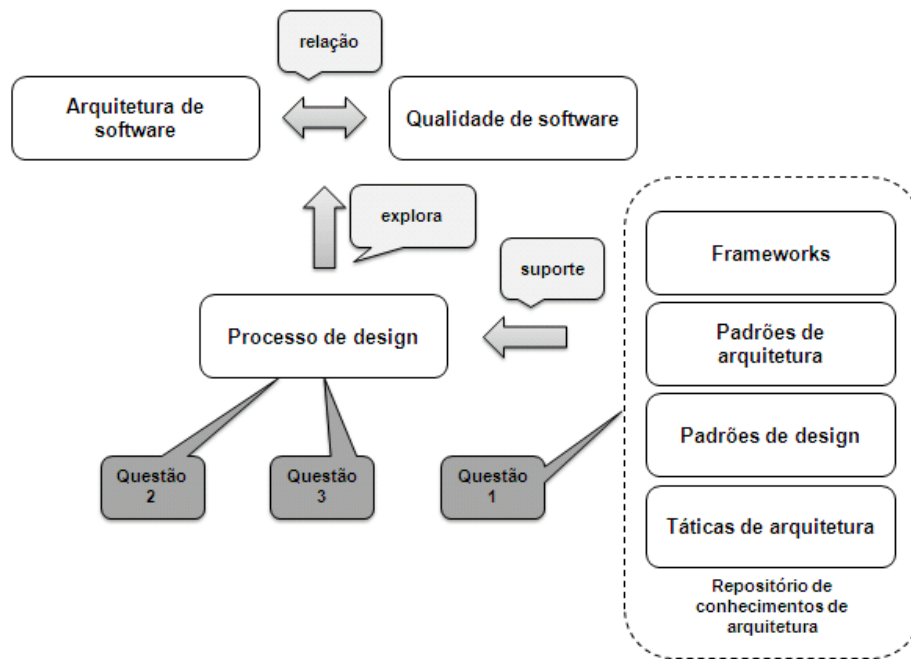 relação
Arquitetura de
software
Qualidade de software
explora
suporte
Processo de design
Frameworks
Padrões de
arquitetura
Padrões de design
Táticas de arquitetura
Repositório de
conhecimentos de
arquitetura
Questão
2
Questão
3
Questão
1